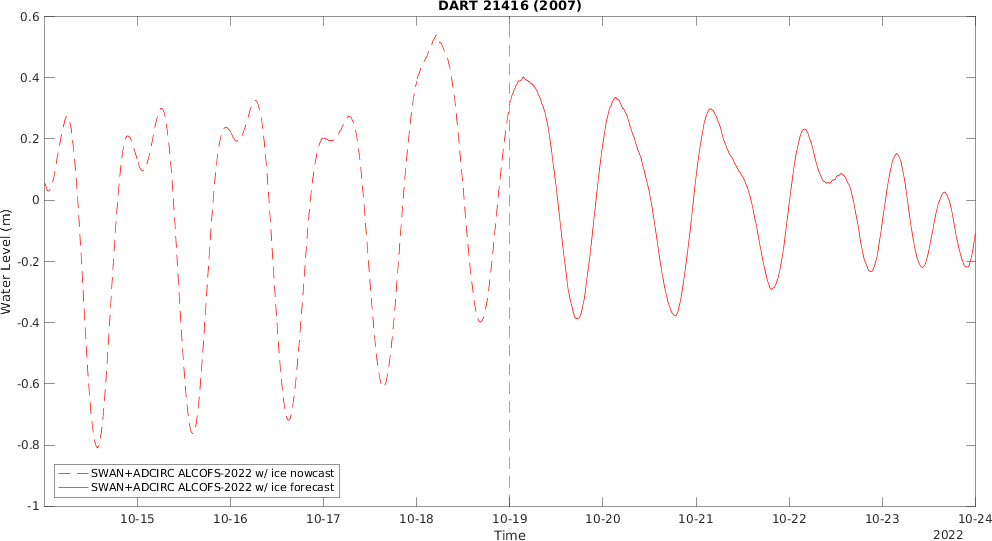 DART 21416 (2007)
0.6
0.4
0.2
0
-0.2
-0.4
-0.6
-0.8
-1
Water Level (m)
SWAN+ADCIRC ALCOFS-2022 w/ ice nowcast
SWAN+ADCIRC ALCOFS-2022 w/ ice forecast
10-15 10-16 10-17 10-18 10-19 10-20 10-21 10-22 10-23 10-24
Time
2022